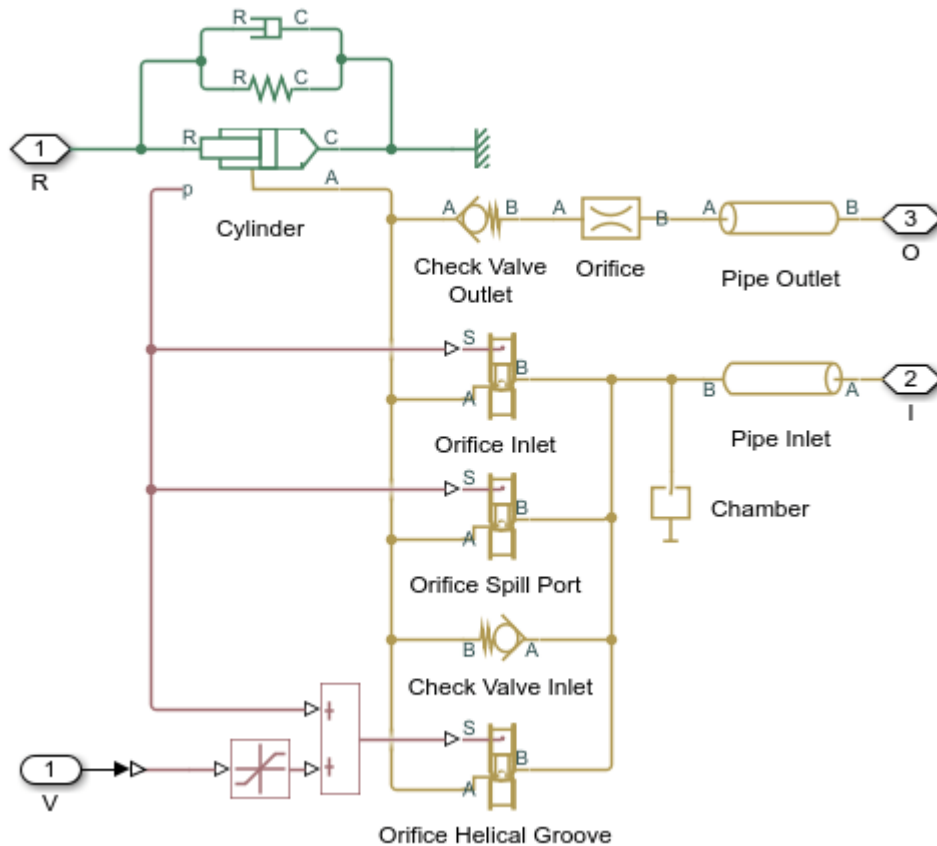 R
C
R
C
1
R
R
C
A
p
Cylinder
A
B
A
B
A
B
3
O
Check Valve
Outlet
Orifice
Pipe Outlet
S
B
A
Orifice Inlet
B
A
2
I
Pipe Inlet
S
B
A
Orifice Spill Port
Chamber
B
A
Check Valve Inlet
+
+
S
B
A
Orifice Helical Groove
1
V